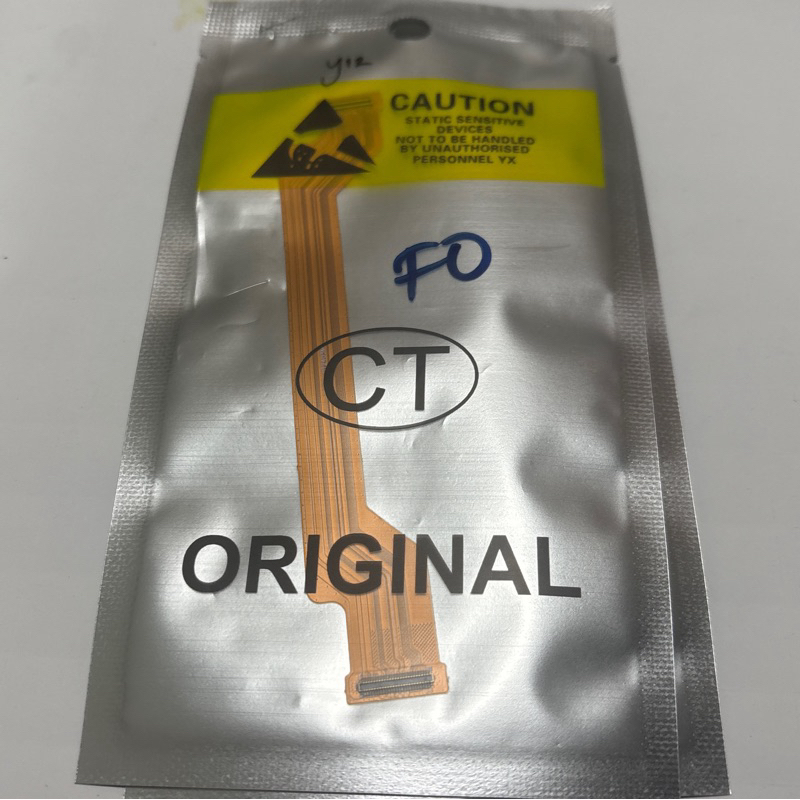 y12
CAUTION
STATIC SENSITIVE
DEVICES
NOT TO BE HANDLED
BY UNAUTHORISED
PERSONNEL YX
FO
CT
ORIGINAL